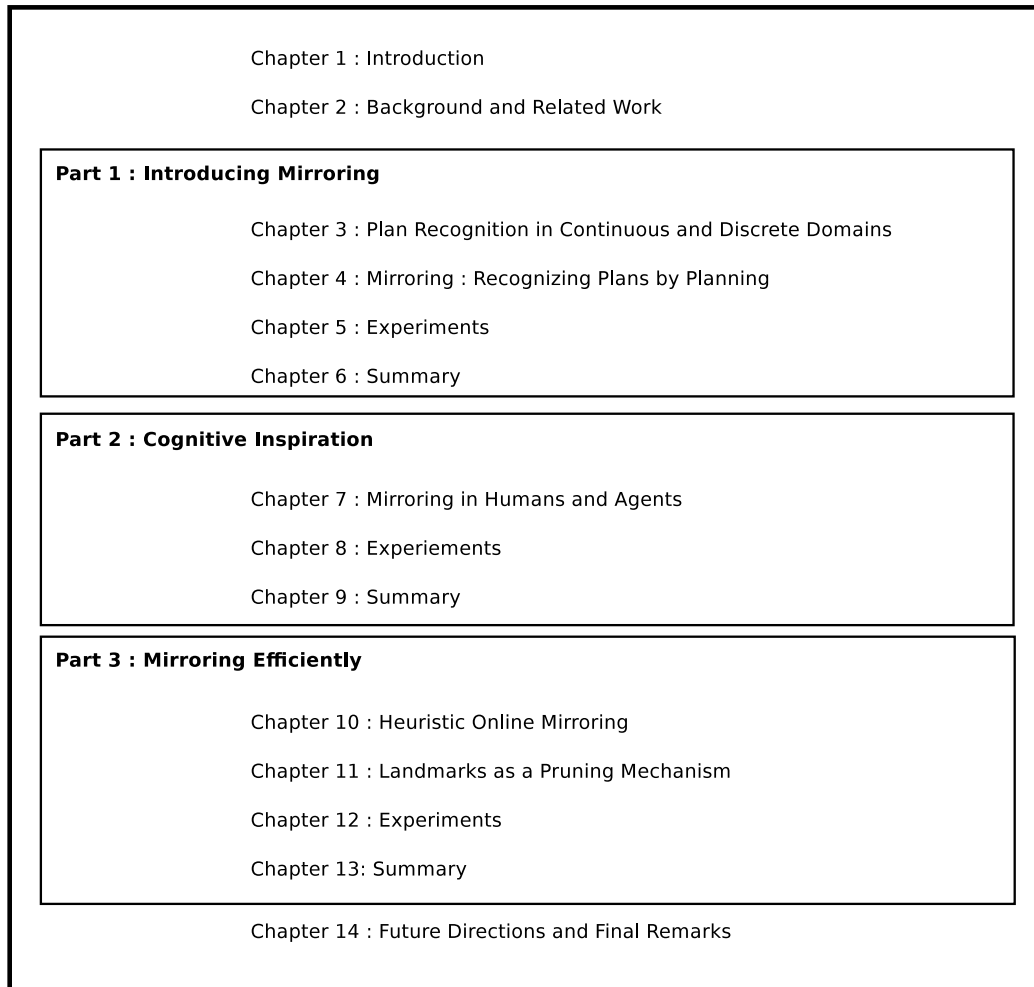 Chapter 1 : Introduction
Chapter 2 : Background and Related Work
Part 1 : Introducing Mirroring
Chapter 3 : Plan Recognition in Continuous and Discrete Domains
Chapter 4 : Mirroring : Recognizing Plans by Planning
Chapter 5 : Experiments
Chapter 6 : Summary
Part 2 : Cognitive Inspiration
Chapter 7 : Mirroring in Humans and Agents
Chapter 8 : Experiements
Chapter 9 : Summary
Part 3 : Mirroring Efficiently
Chapter 10 : Heuristic Online Mirroring
Chapter 11 : Landmarks as a Pruning Mechanism
Chapter 12 : Experiments
Chapter 13: Summary
Chapter 14 : Future Directions and Final Remarks